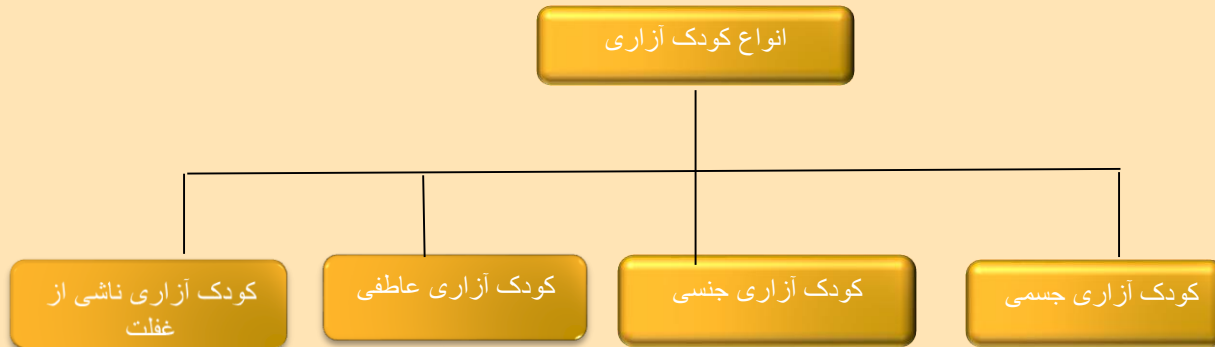 انواع کودک آزاری
کودک آزاری جسمی
کودک آزاری جنسی
کودک آزاری عاطفی
کودک آزاری ناشی از
غفلت